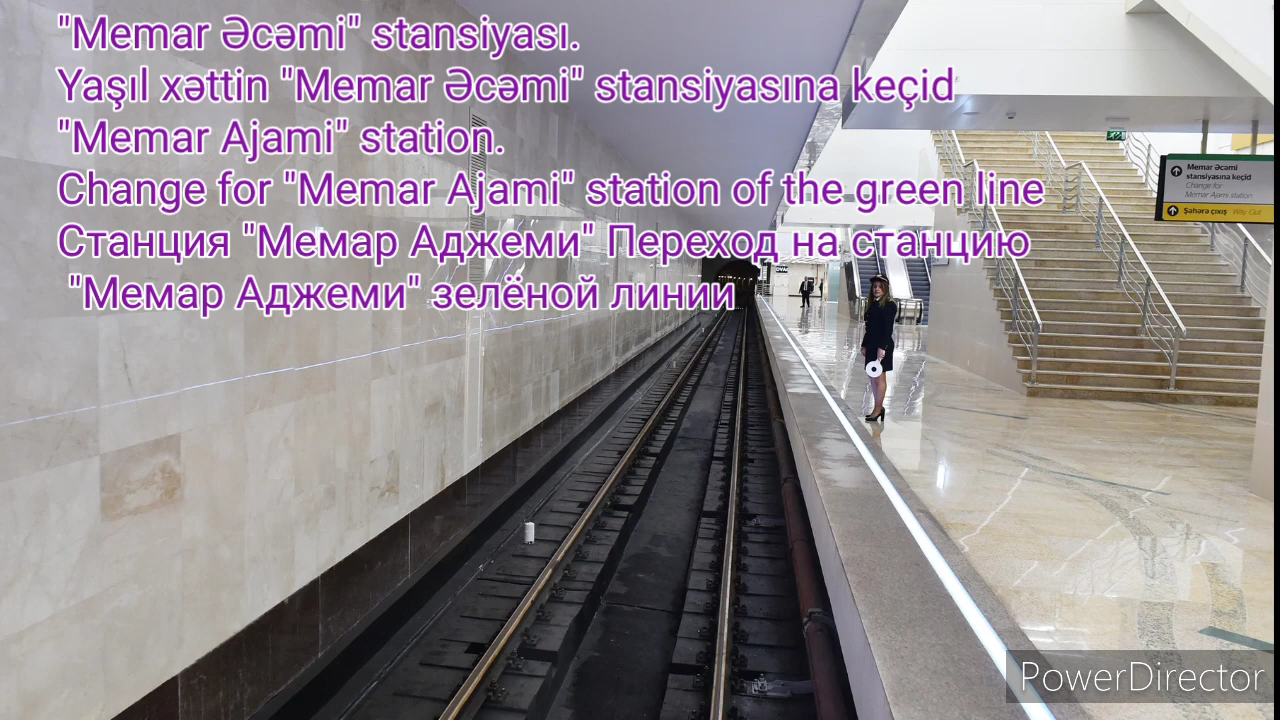 "Memar Əcəmi" stansiyası.
Yaşıl xəttin "Memar Əcəmi" stansiyasına keçid
"Memar Ajami" station.
Change for "Memar Ajami" station of the green line
Станция "Мемар Аджеми" Переход на станцию
"Мемар Аджеми" зелёной линии
Memar Əcəmi
stansiyasına keçid
Change for
Memar Ajami station
Şəhərə çıxış Way Out
PowerDirector